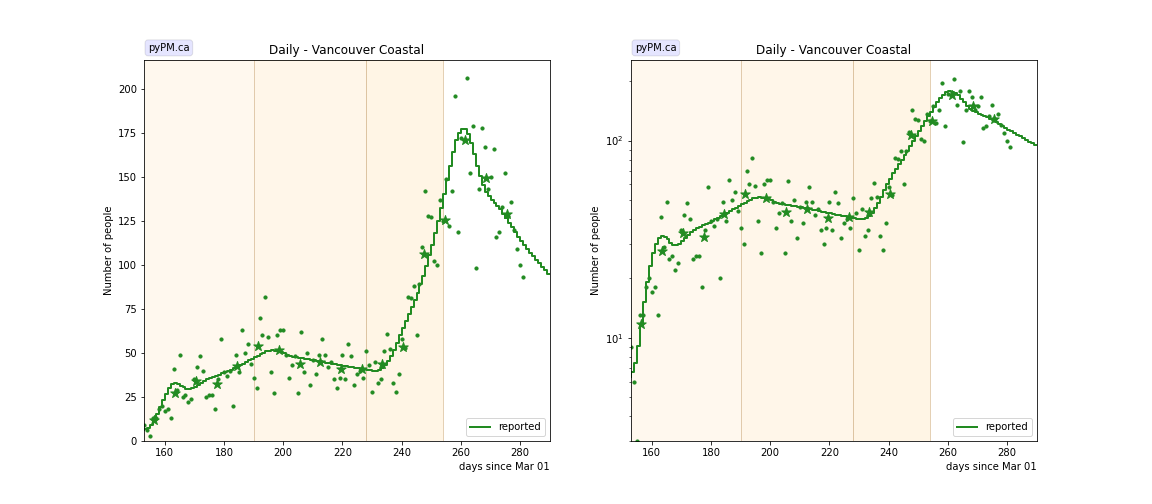 pyPM.ca
Daily - Vancouver Coastal
Number of people
200
175
150
125
100
75
50
25
0
160
180
200
220
240
260
280
days since Mar 01
reported
pyPM.ca
Daily - Vancouver Coastal
Number of people
10²
10¹
160
180
200
220
240
260
280
days since Mar 01
reported